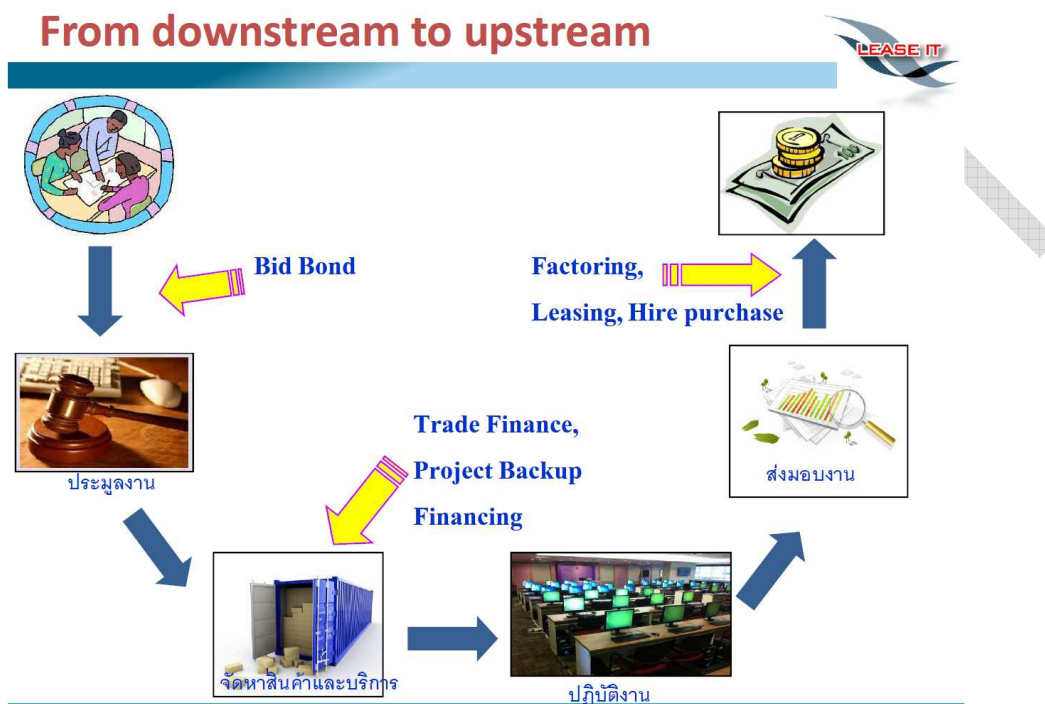 From downstream to upstream
LEASE IT
100
Bid Bond
Factoring,
Leasing, Hire purchase
ประมูลงาน
Trade Finance,
Project Backup
Financing
ส่งมอบงาน
จัดหาสินค้าและบริการ
ปฏิบัติงาน